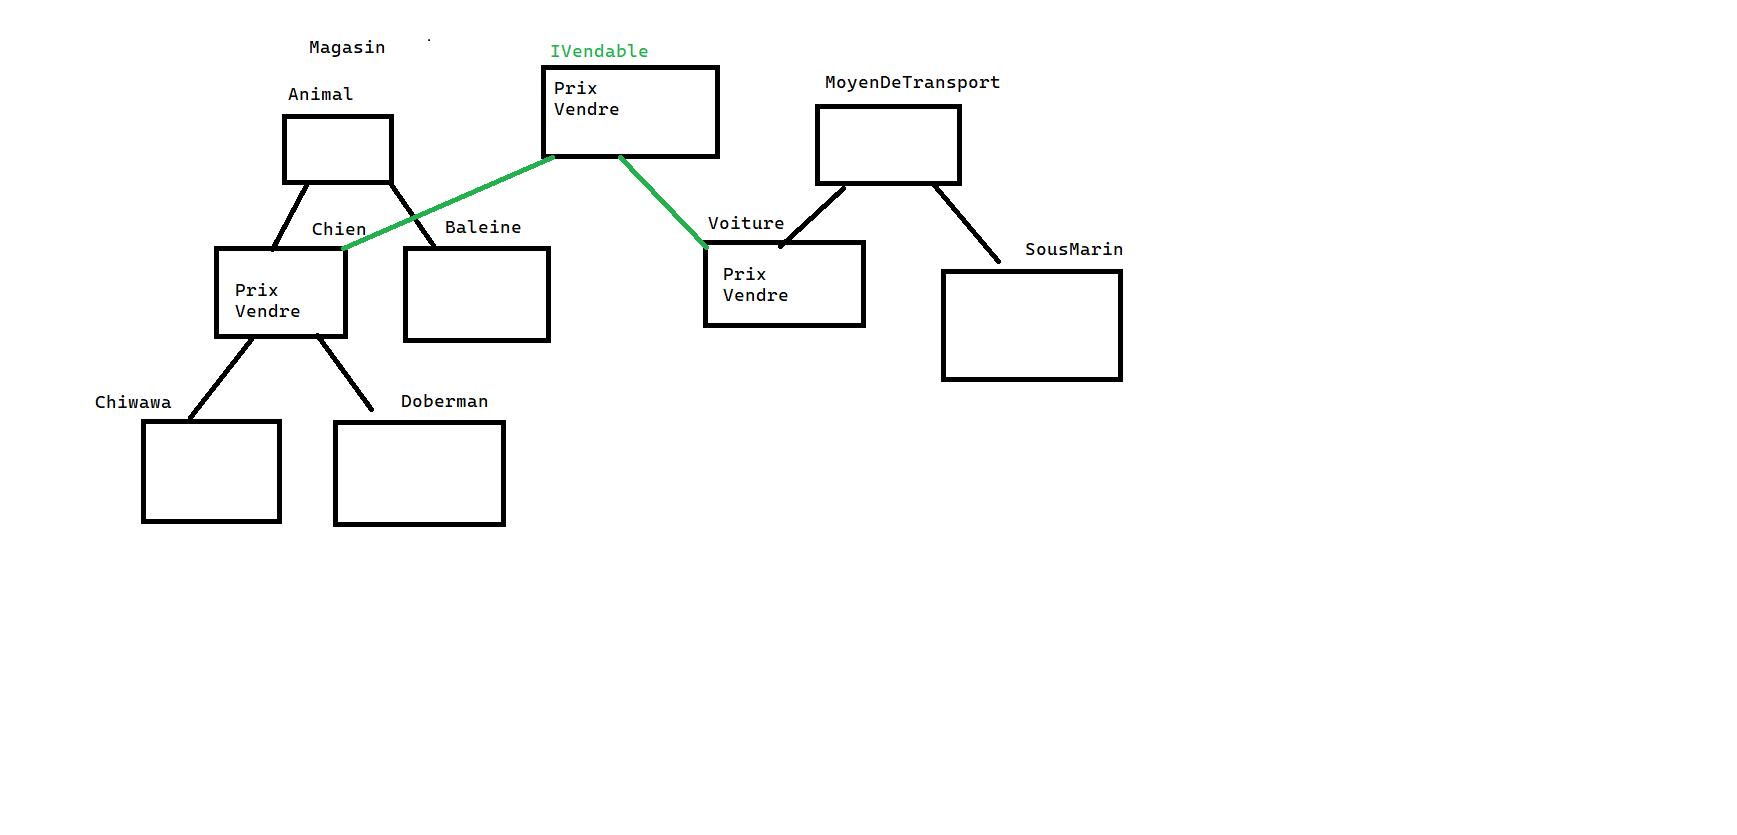 Magasin
IVendable
Animal
Prix
Vendre
MoyenDeTransport
Chien
Baleine
Voiture
SousMarin
Prix
Vendre
Prix
Vendre
Chiwawa
Doberman